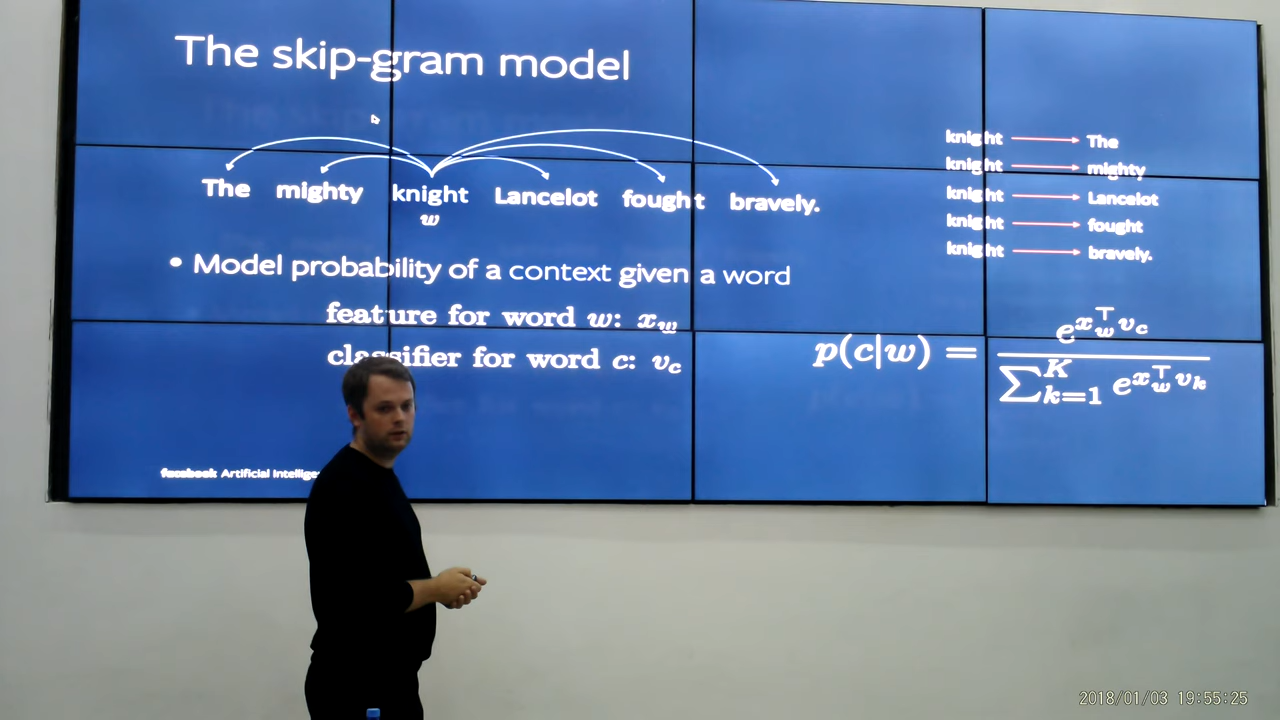 The skip-gram model
The mighty knight Lancelot fought bravely.
w
knight → The
knight → mighty
knight → Lancelot
knight → fought
knight → bravely.
• Model probability of a context given a word
feature for word w: x_w
classifier for word c: v_c
p(c|w) = e^{x_w^⊤ v_c} / ∑_{k=1}^K e^{x_w^⊤ v_k}
facebook Artificial
2018/01/03 19:55:25